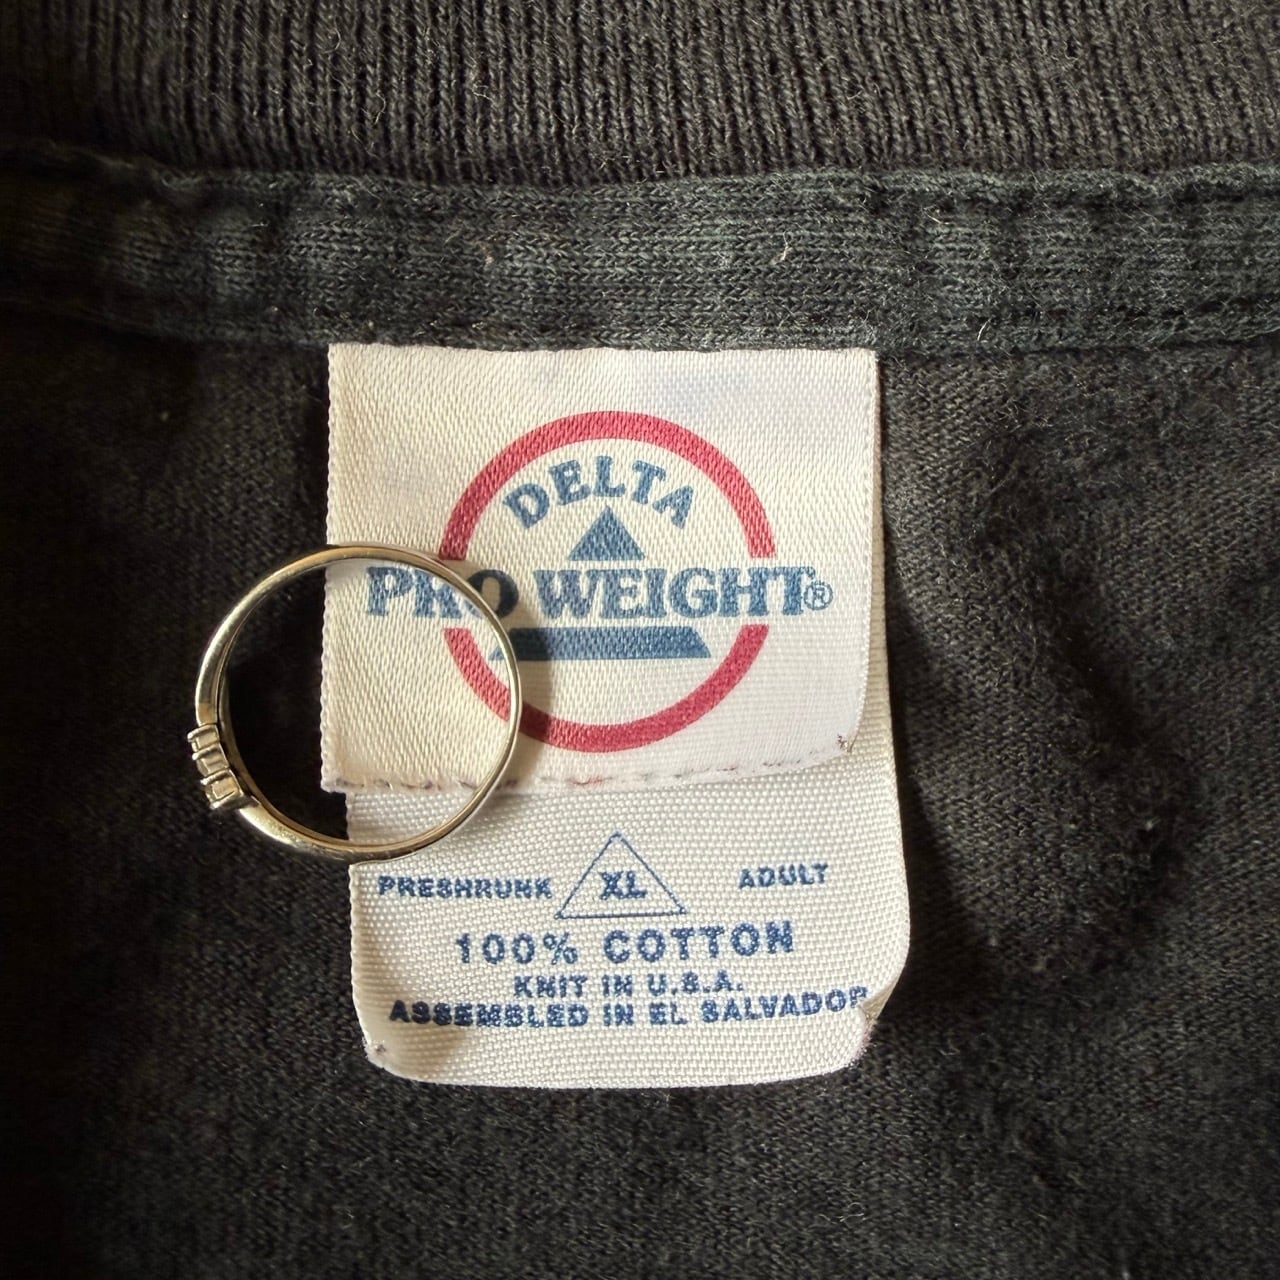 DELTA
PRO WEIGHT®
PRESHRUNK XL ADULT
100% COTTON
KNIT IN U.S.A.
ASSEMBLED IN EL SALVADOR